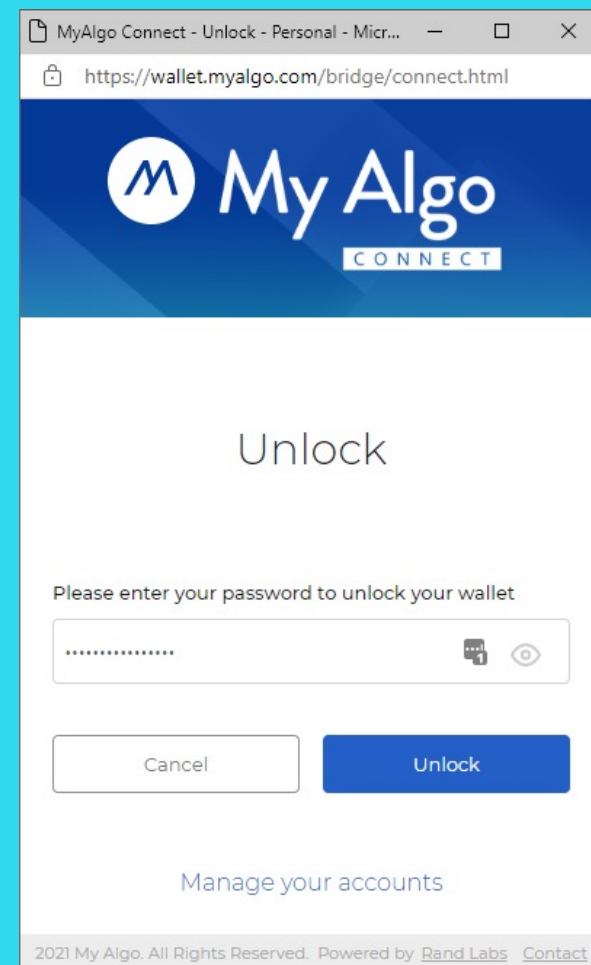 MyAlgo Connect - Unlock - Personal - Micr...
https://wallet.myalgo.com/bridge/connect.html
My Algo
CONNECT
Unlock
Please enter your password to unlock your wallet
................
1
Cancel
Unlock
Manage your accounts
2021 My Algo. All Rights Reserved. Powered by Rand Labs Contact